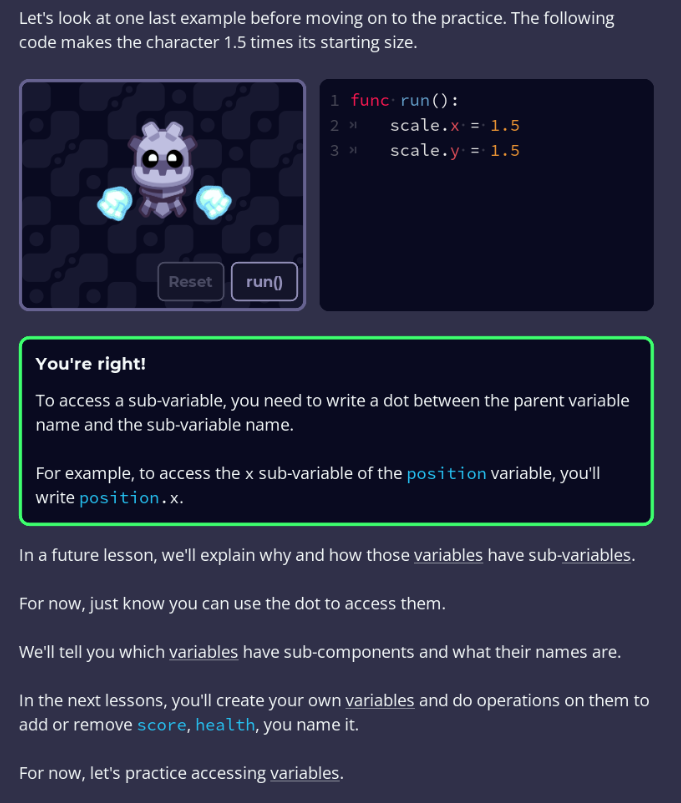 Let's look at one last example before moving on to the practice. The following
code makes the character 1.5 times its starting size.
Reset
run()
1 func run():
2 scale.x = 1.5
3 scale.y = 1.5
You're right!
To access a sub-variable, you need to write a dot between the parent variable
name and the sub-variable name.
For example, to access the x sub-variable of the position variable, you'll
write position.x.
In a future lesson, we'll explain why and how those variables have sub-variables.
For now, just know you can use the dot to access them.
We'll tell you which variables have sub-components and what their names are.
In the next lessons, you'll create your own variables and do operations on them to
add or remove score, health, you name it.
For now, let's practice accessing variables.